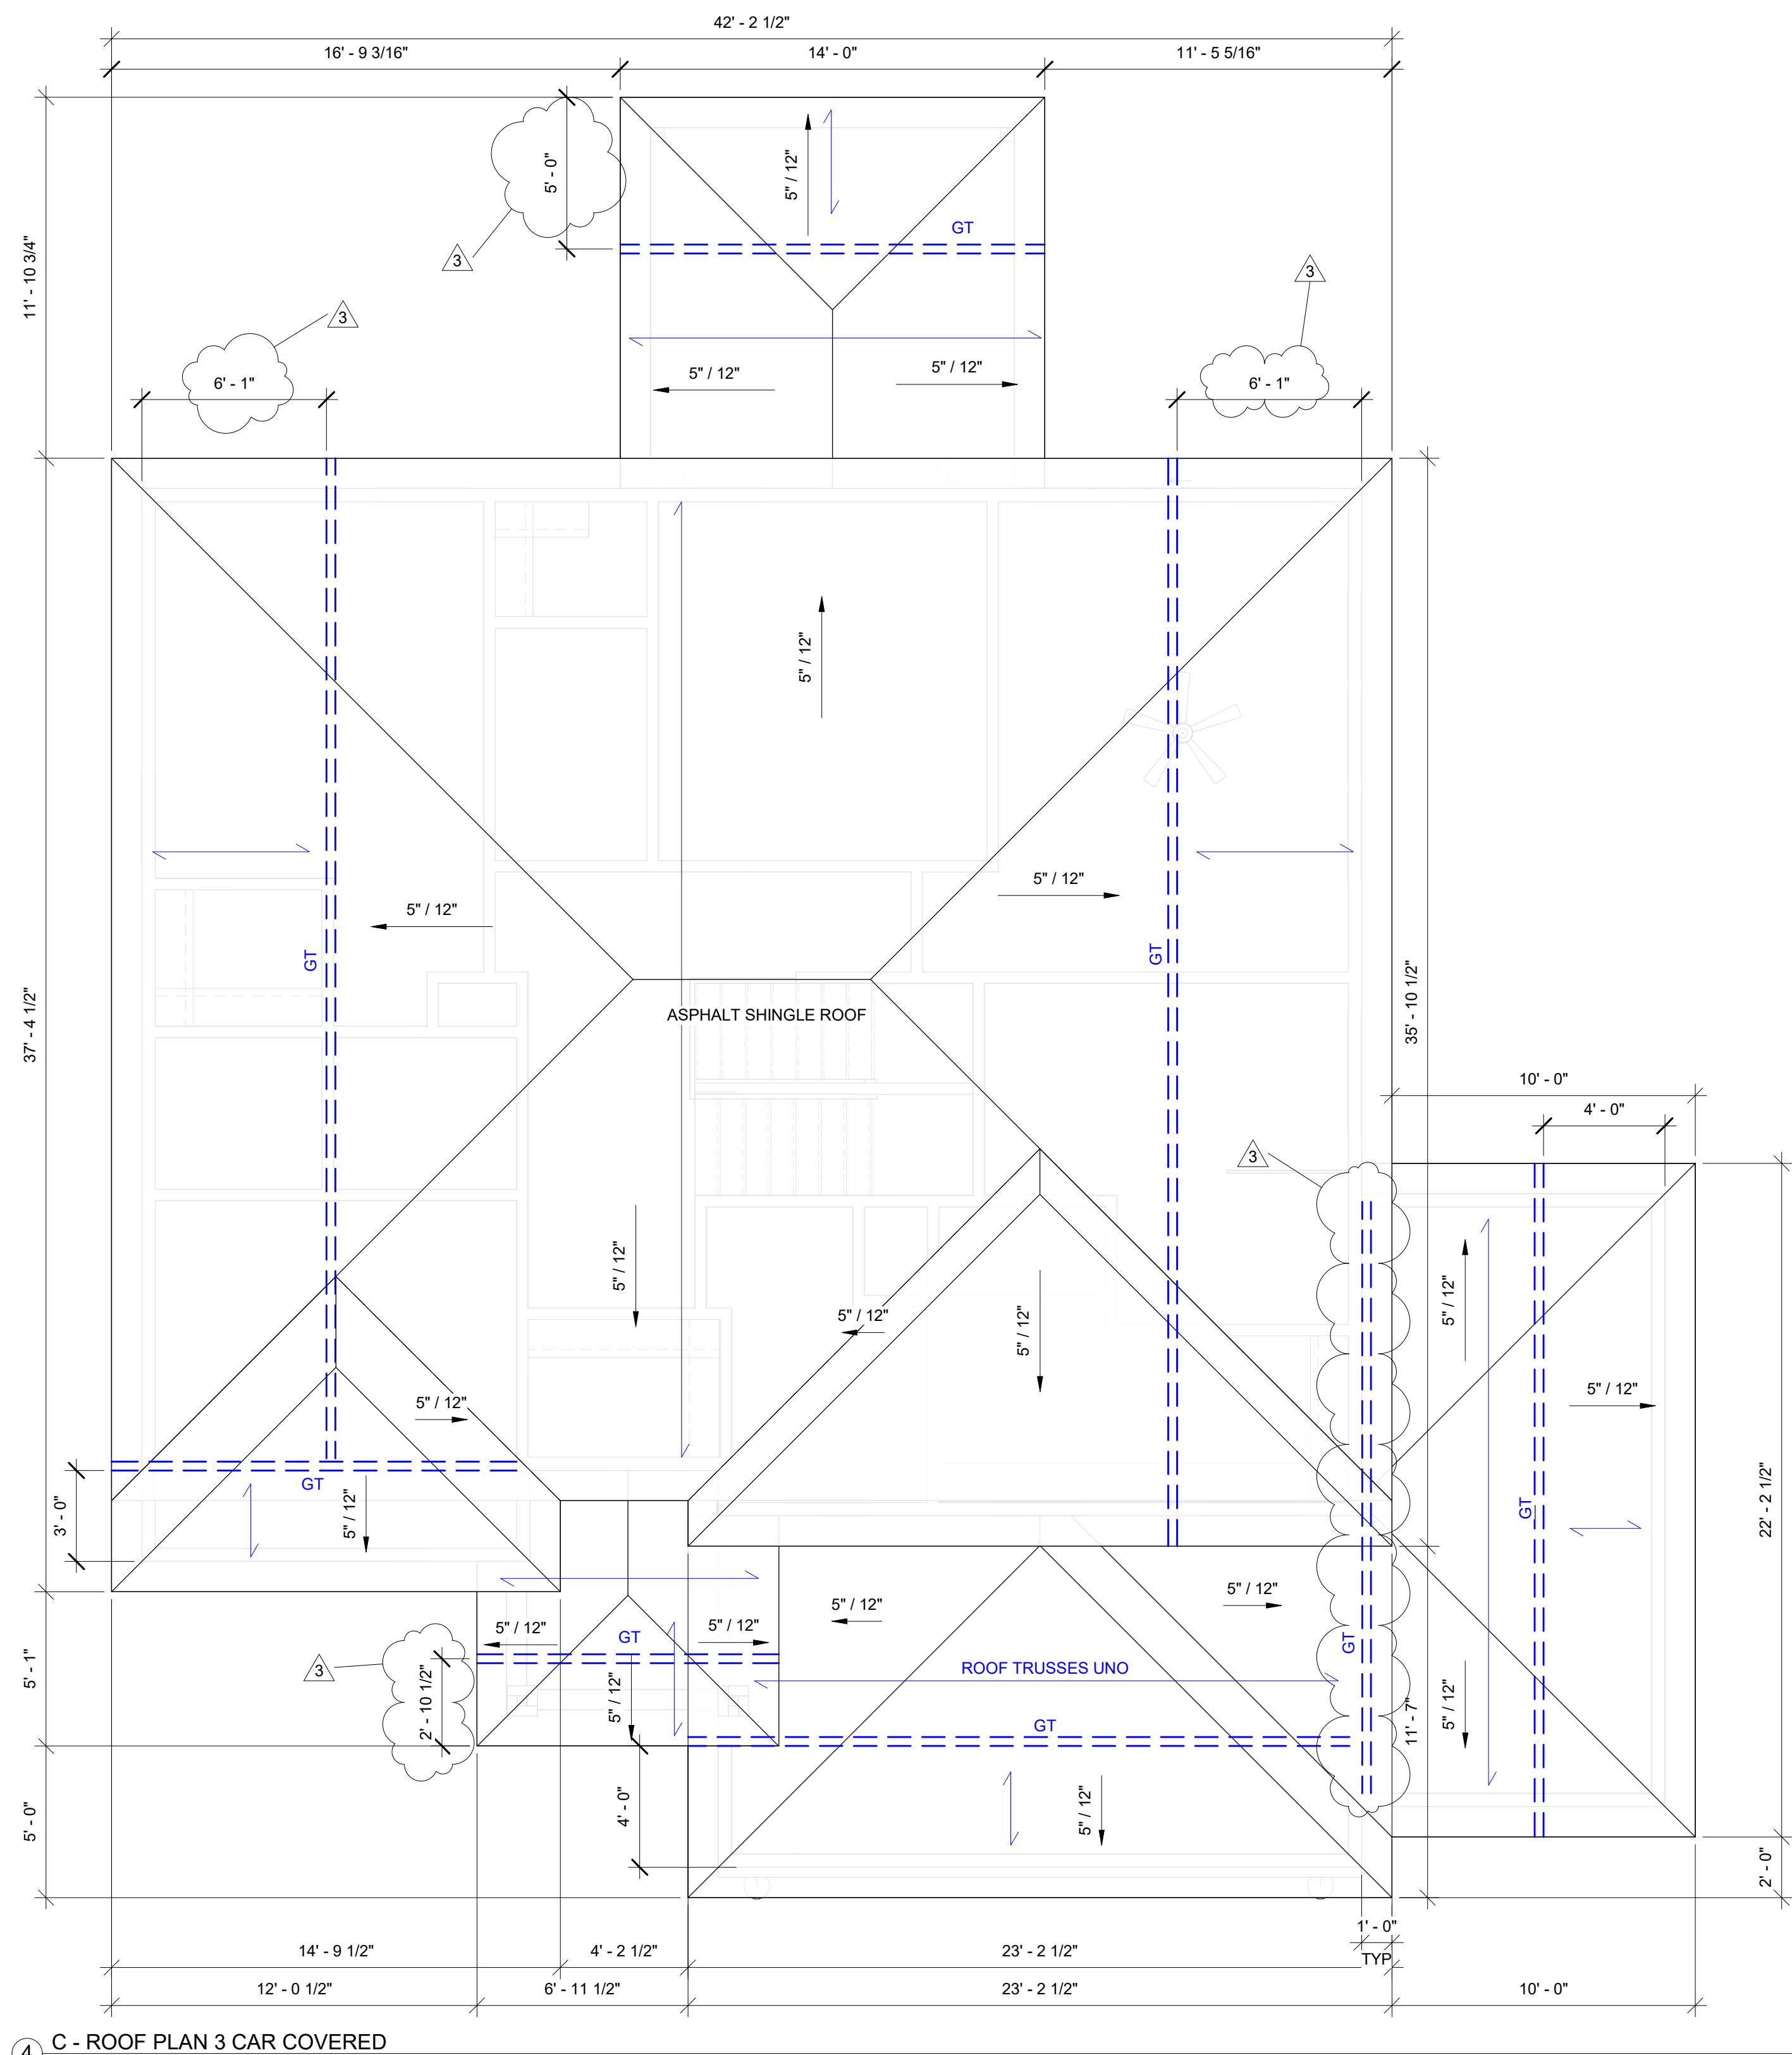 42' - 2 1/2"
16' - 9 3/16"
14' - 0"
11' - 5 5/16"
5' - 0"
5" / 12"
GT
3
11' - 10 3/4"
3
3
6' - 1"
6' - 1"
5" / 12"
5" / 12"
5" / 12"
5" / 12"
5" / 12"
GT
GT
37' - 4 1/2"
35' - 10 1/2"
ASPHALT SHINGLE ROOF
10' - 0"
4' - 0"
3
5" / 12"
5" / 12"
5" / 12"
5" / 12"
5" / 12"
5" / 12"
GT
3' - 0"
5" / 12"
GT
22' - 2 1/2"
5" / 12"
5" / 12"
5" / 12"
5" / 12"
GT
5' - 1"
3
2' - 10 1/2"
5" / 12"
ROOF TRUSSES UNO
GT
GT
11' - 7"
5" / 12"
5' - 0"
4' - 0"
5" / 12"
2' - 0"
1' - 0"
TYP
14' - 9 1/2"
4' - 2 1/2"
23' - 2 1/2"
12' - 0 1/2"
6' - 11 1/2"
23' - 2 1/2"
10' - 0"
4
C - ROOF PLAN 3 CAR COVERED